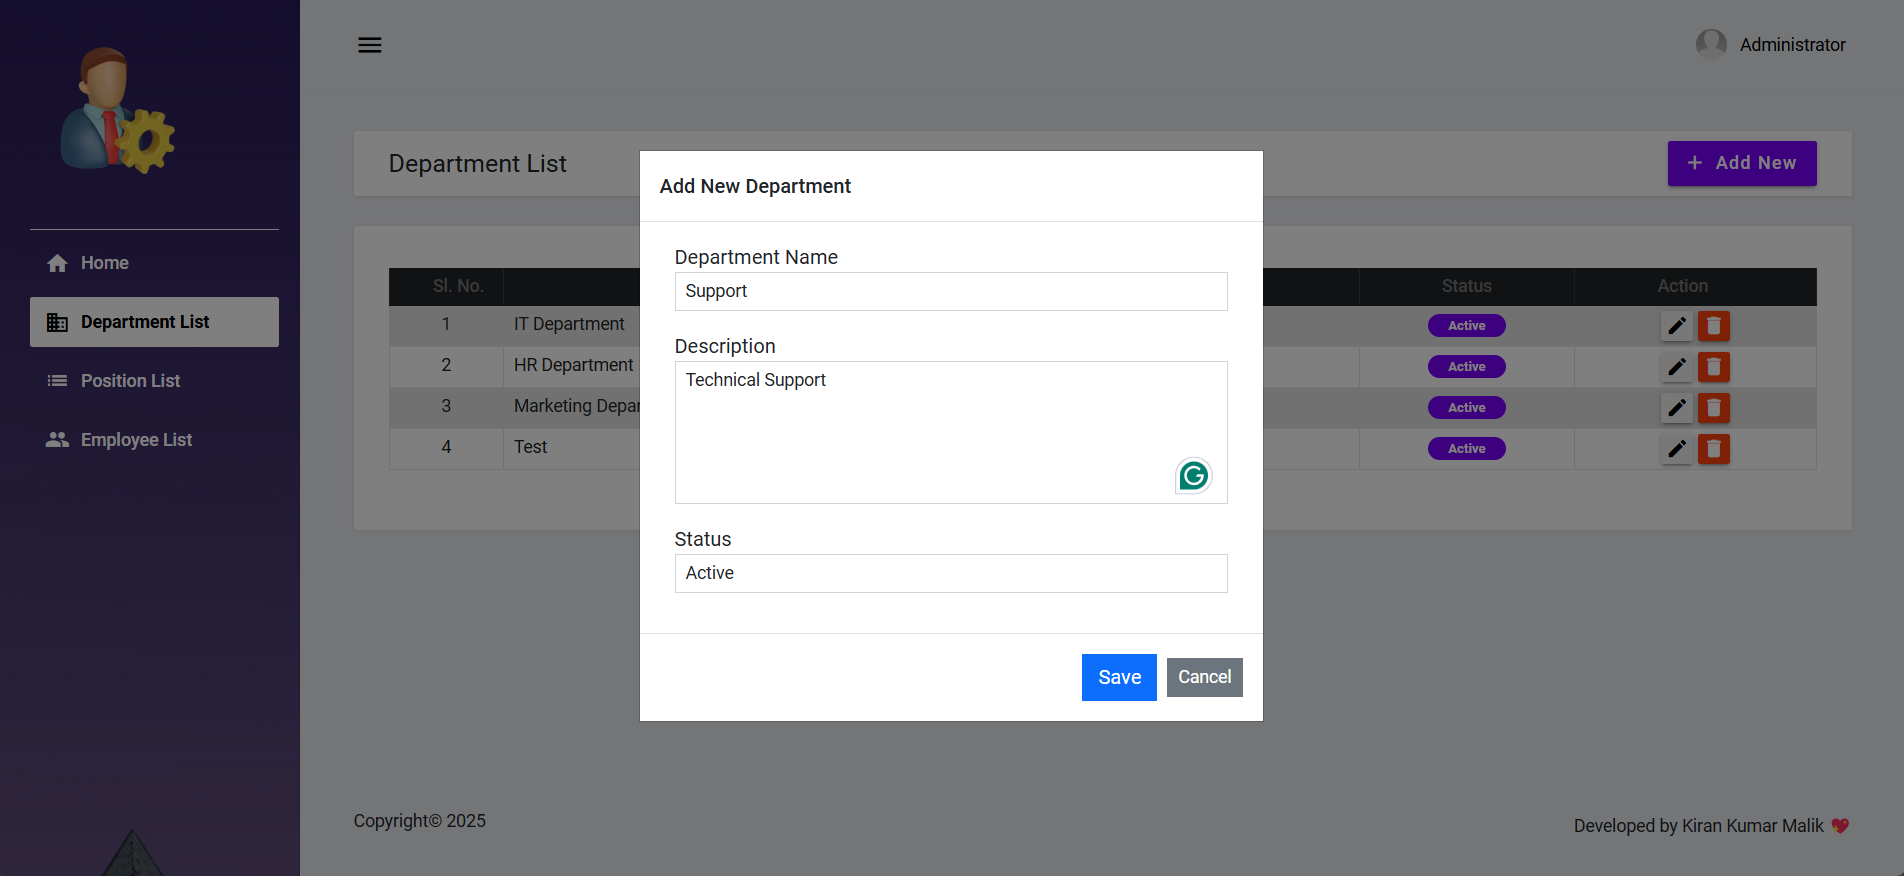 Administrator
Department List
+ Add New
Home
Department List
Position List
Employee List
Sl. No.
Status
Action
1
IT Department
Active
2
HR Department
Active
3
Marketing Depar
Active
4
Test
Active
Add New Department
Department Name
Support
Description
Technical Support
Status
Active
Save
Cancel
Copyright© 2025
Developed by Kiran Kumar Malik 💖